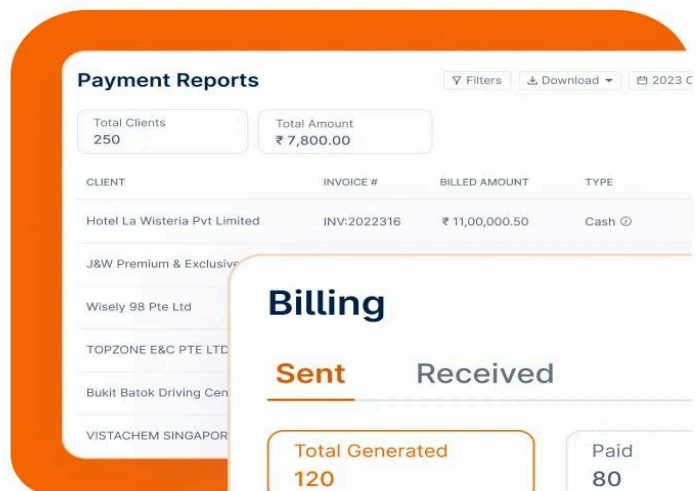 Payment Reports
Filters
Download
2023
Total Clients
250
Total Amount
₹ 7,800.00
CLIENT INVOICE # BILLED AMOUNT TYPE
Hotel La Wisteria Pvt Limited INV:2022316 ₹ 11,00,000.50 Cash
J&W Premium & Exclusive
Wisely 98 Pte Ltd
TOPZONE E&C PTE LTD
Bukit Batok Driving Cen
VISTACHEM SINGAPOR
Billing
Sent Received
Total Generated
120
Paid
80